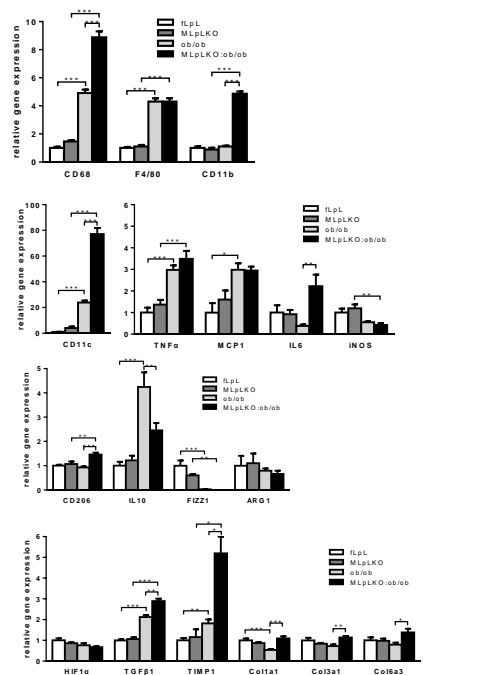 relative gene expression
10
8
6
4
2
0
fLpL
MLpLKO
ob/ob
MLpLKO:ob/ob
***
***
***
***
***
***
***
CD68 F4/80 CD11b
relative gene expression
100
80
60
40
20
0
***
***
***
CD11c
6
5
4
3
2
1
0
fLpL
MLpLKO
ob/ob
MLpLKO:ob/ob
***
***
*
**
**
TNFα MCP1 IL6 iNOS
relative gene expression
5
4
3
2
1
0
fLpL
MLpLKO
ob/ob
MLpLKO:ob/ob
***
**
**
**
***
**
CD206 IL10 FIZZ1 ARG1
relative gene expression
6
5
4
3
2
1
0
fLpL
MLpLKO
ob/ob
MLpLKO:ob/ob
*
*
***
**
***
**
***
***
**
*
HIF1α TGFβ1 TIMP1 Col1a1 Col3a1 Col6a3